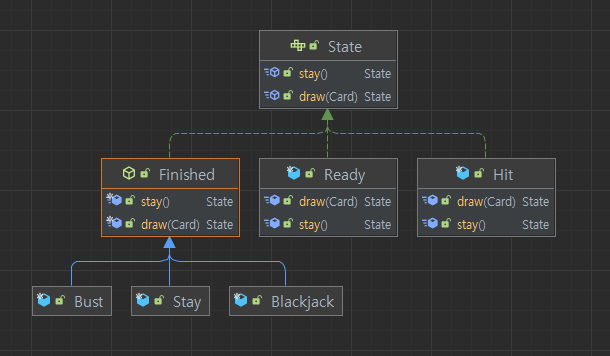 State
stay() State
draw(Card) State
Finished
stay() State
draw(Card) State
Ready
draw(Card) State
stay() State
Hit
draw(Card) State
stay() State
Bust
Stay
Blackjack